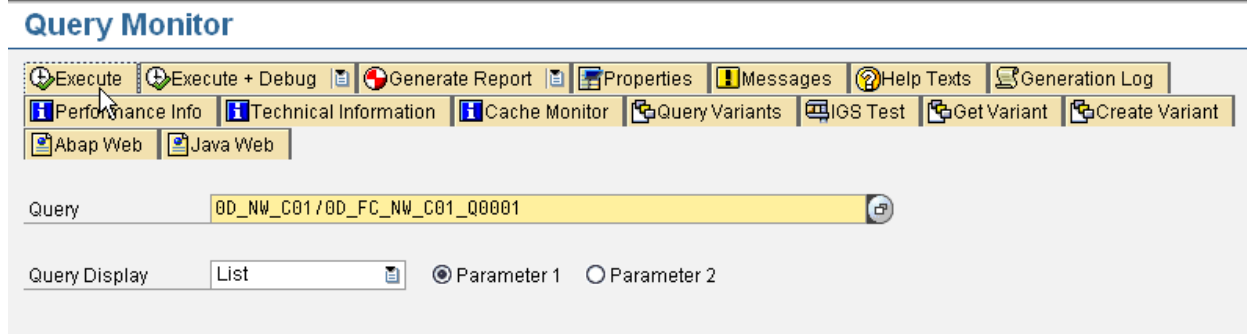 Query Monitor
Execute Execute + Debug Generate Report Properties Messages Help Texts Generation Log
Performance Info Technical Information Cache Monitor Query Variants IGS Test Get Variant Create Variant
Abap Web Java Web
Query 0D_NW_C01/0D_FC_NW_C01_Q0001
Query Display List Parameter 1 Parameter 2